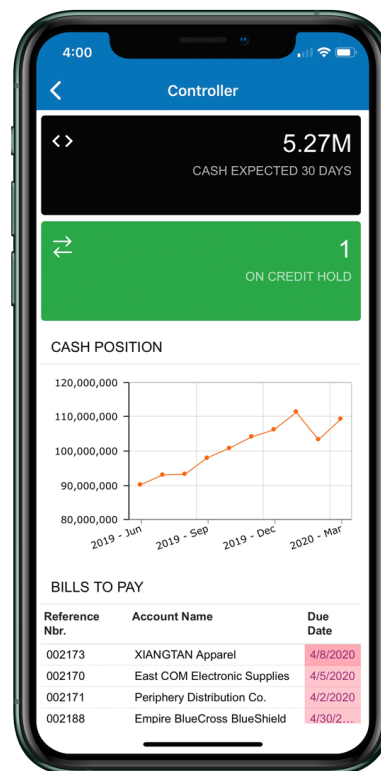 4:00
Controller
5.27M
CASH EXPECTED 30 DAYS
1
ON CREDIT HOLD
CASH POSITION
120,000,000
110,000,000
100,000,000
90,000,000
80,000,000
2019 - Jun 2019 - Sep 2019 - Dec 2020 - Mar
BILLS TO PAY
Reference Nbr. Account Name Due Date
002173 XIANGTAN Apparel 4/8/2020
002170 East COM Electronic Supplies 4/5/2020
002171 Periphery Distribution Co. 4/2/2020
002188 Empire BlueCross BlueShield 4/30/2...